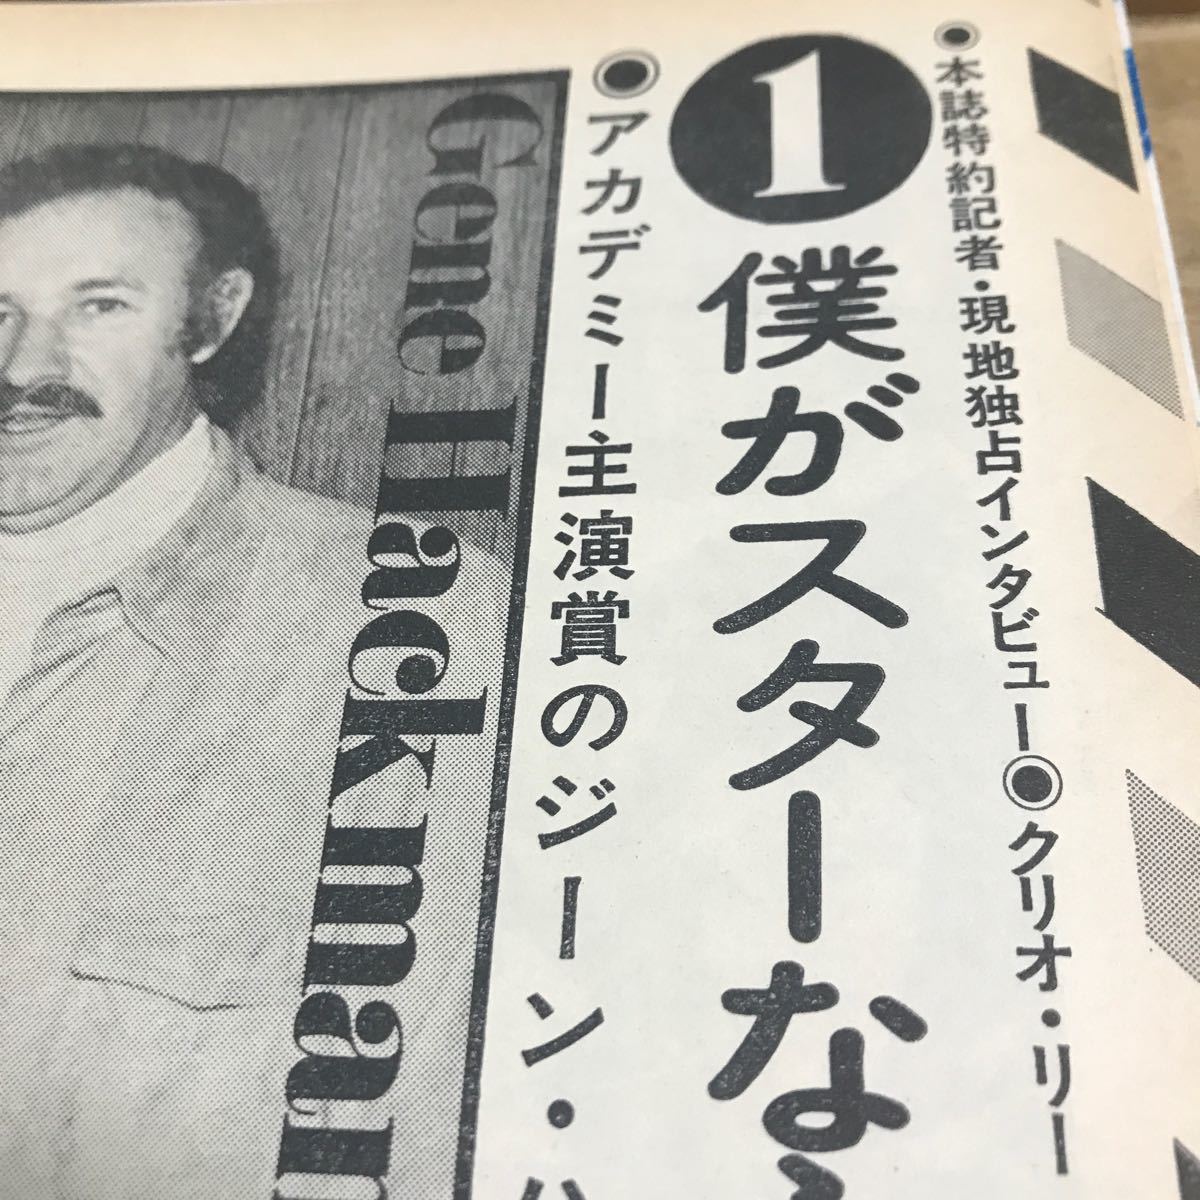 ●本誌特約記者・現地独占インタビュー◉クリオ・リー
1
僕がスターな
◉アカデミー主演賞のジーン・ハ
Gene Hackman